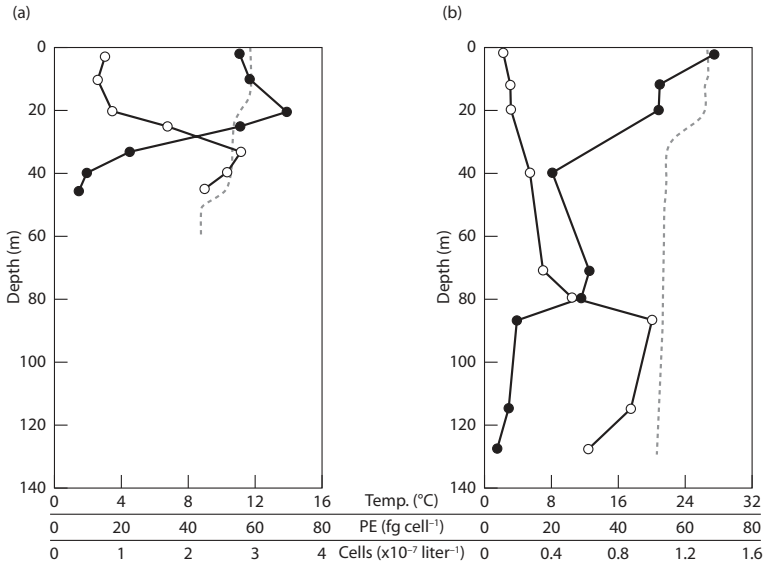 (a)
(b)
0
20
40
60
80
100
120
140
Depth (m)
0
20
40
60
80
100
120
140
Depth (m)
0 4 8 12 16 Temp. (°C) 0 8 16 24 32
0 20 40 60 80 PE (fg cell⁻¹) 0 20 40 60 80
0 1 2 3 4 Cells (x10⁻⁷ liter⁻¹) 0 0.4 0.8 1.2 1.6